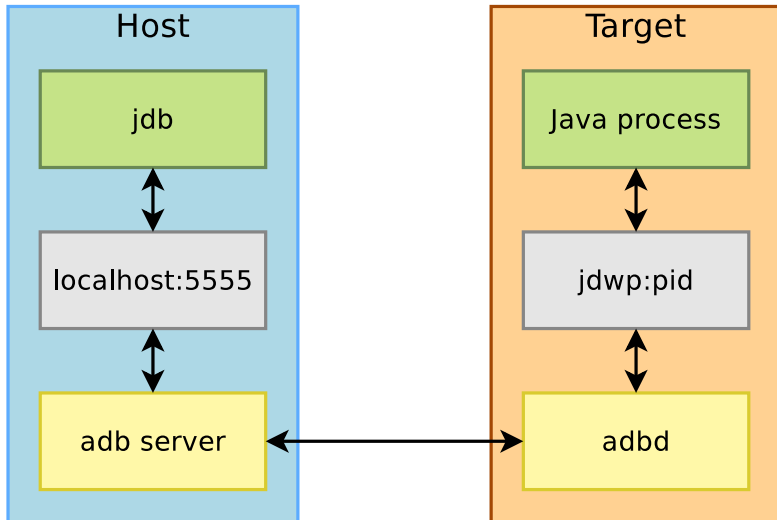 Host
jdb
localhost:5555
adb server
Target
Java process
jdwp:pid
adbd